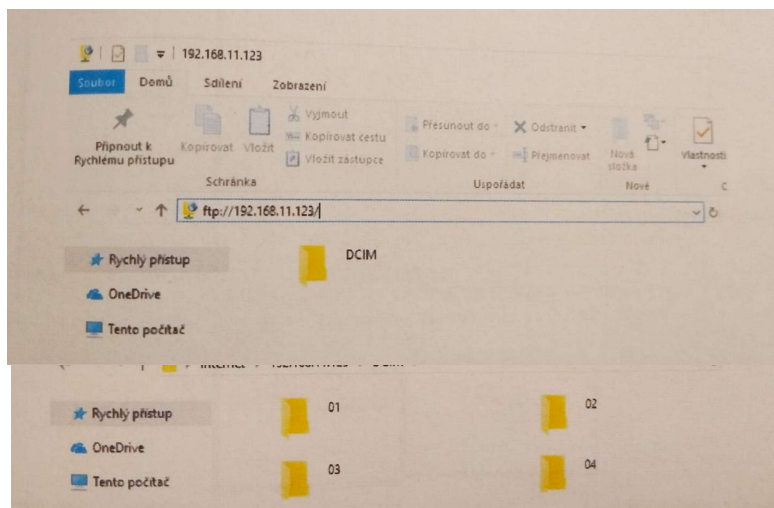 192.168.11.123
Soubor Domů Sdílení Zobrazení
Připnout k Rychlému přístupu
Kopírovat
Vložit
Vyjmout
Kopírovat cestu
Vložit zástupce
Schránka
Přesunout do
Kopírovat do
Odstranit
Přejmenovat
Uspořádat
Nová složka
Nové
Vlastnosti
ftp://192.168.11.123/
Rychlý přístup
OneDrive
Tento počítač
DCIM
Rychlý přístup
OneDrive
Tento počítač
01
02
03
04